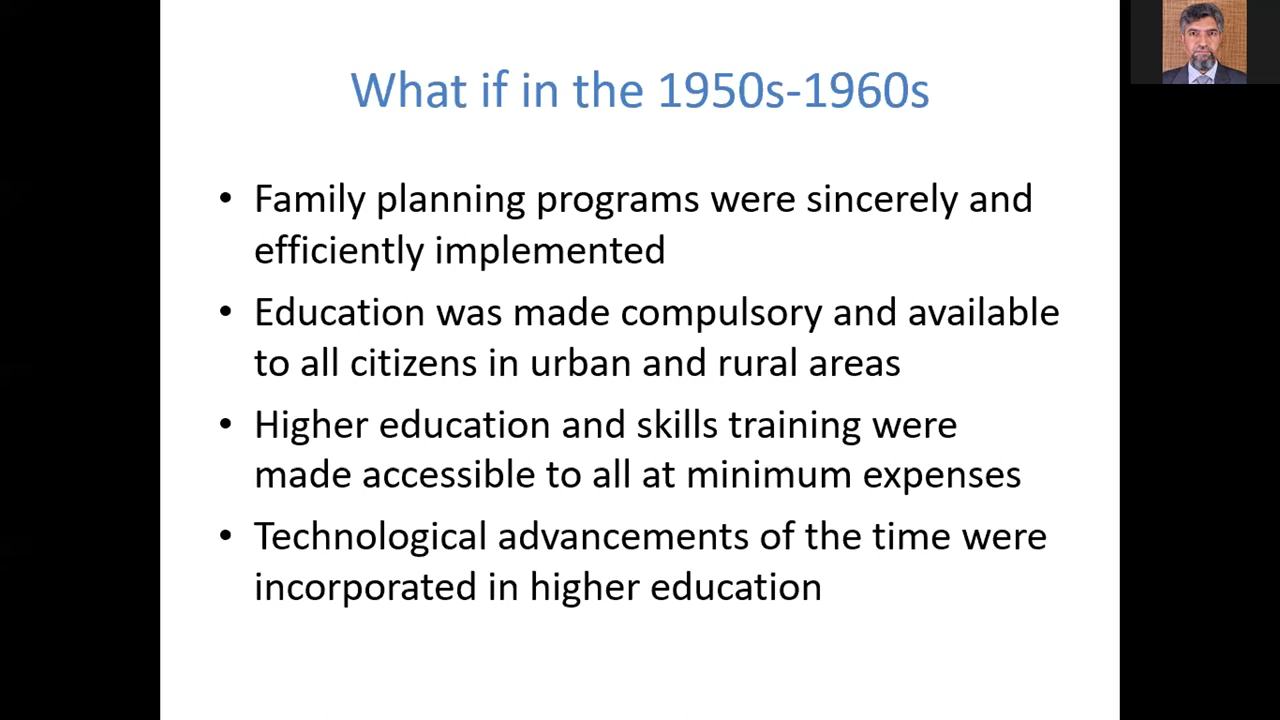 What if in the 1950s-1960s
• Family planning programs were sincerely and
efficiently implemented
• Education was made compulsory and available
to all citizens in urban and rural areas
• Higher education and skills training were
made accessible to all at minimum expenses
• Technological advancements of the time were
incorporated in higher education